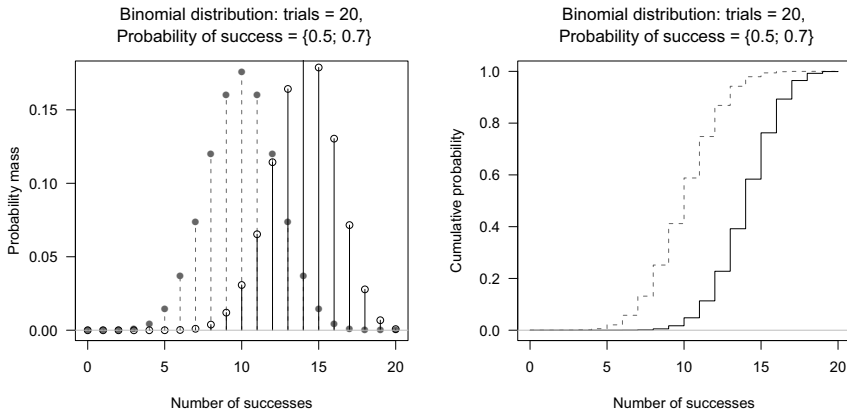 Binomial distribution: trials = 20,
Probability of success = {0.5; 0.7}
Probability mass
0.15
0.10
0.05
0.00
0 5 10 15 20
Number of successes
Binomial distribution: trials = 20,
Probability of success = {0.5; 0.7}
Cumulative probability
1.0
0.8
0.6
0.4
0.2
0.0
0 5 10 15 20
Number of successes